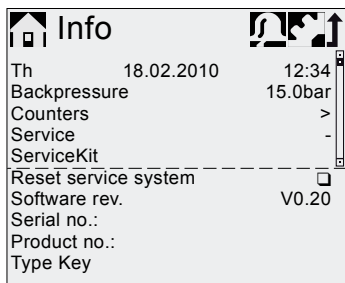 Info
Th 18.02.2010 12:34
Backpressure 15.0bar
Counters >
Service -
ServiceKit
Reset service system
Software rev. V0.20
Serial no.:
Product no.:
Type Key